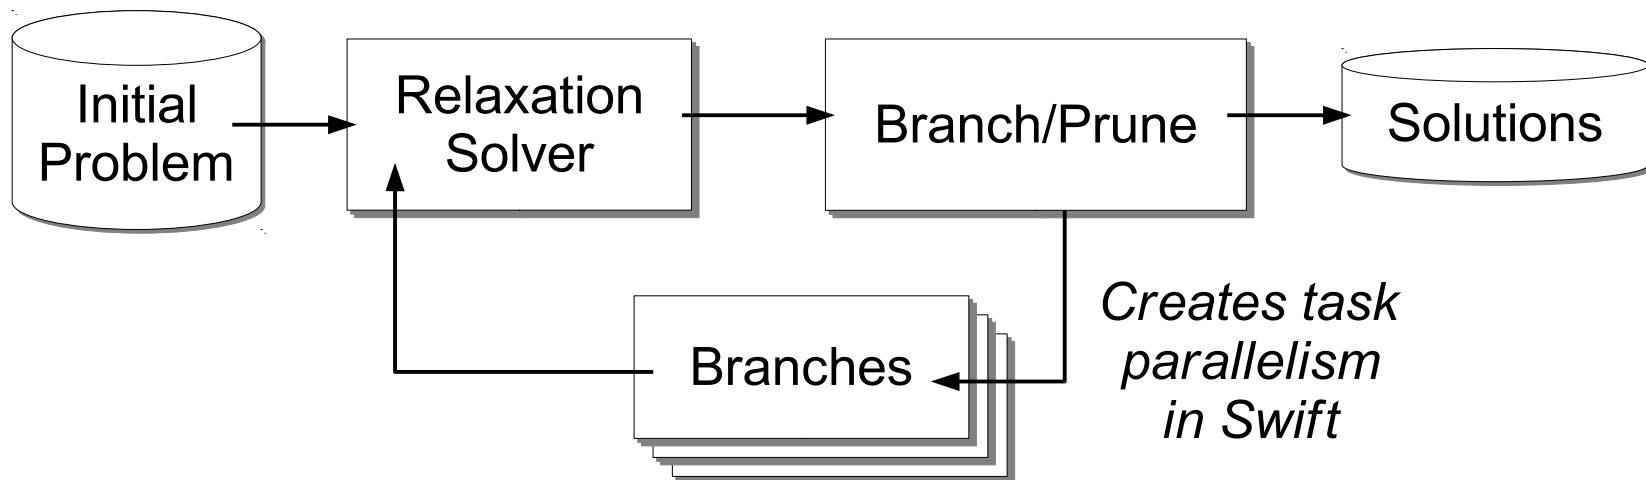 Initial
Problem
Relaxation
Solver
Branch/Prune
Solutions
Branches
Creates task
parallelism
in Swift